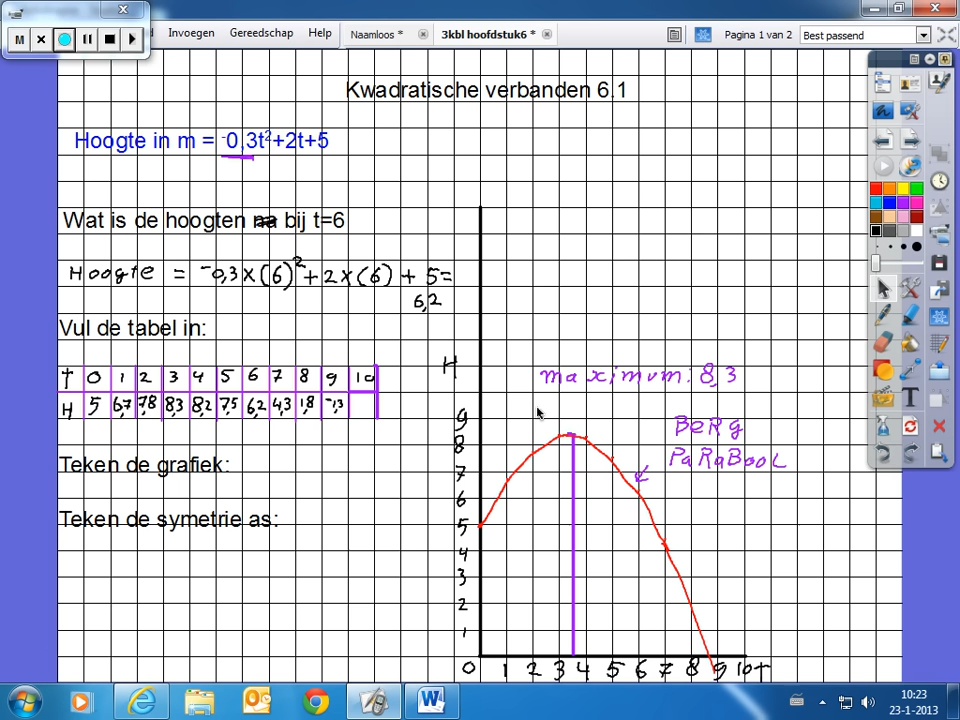 Invoegen Gereedschap Help Naamloos * 3kbl hoofdstuk6 * Pagina 1 van 2 Best passend
Kwadratische verbanden 6.1
Hoogte in m = -0,3t²+2t+5
Wat is de hoogten na bij t=6
Hoogte = -0,3×(6)²+2×(6)+5=
6,2
Vul de tabel in:
T 0 1 2 3 4 5 6 7 8 9 10
H 5 6,7 7,8 8,3 8,2 7,5 6,2 4,3 1,8 -1,3
Teken de grafiek:
Teken de symetrie as:
H
maximum: 8,3
BERG
PARABOOL
9
8
7
6
5
4
3
2
1
0 1 2 3 4 5 6 7 8 9 10 T
10:23
23-1-2013